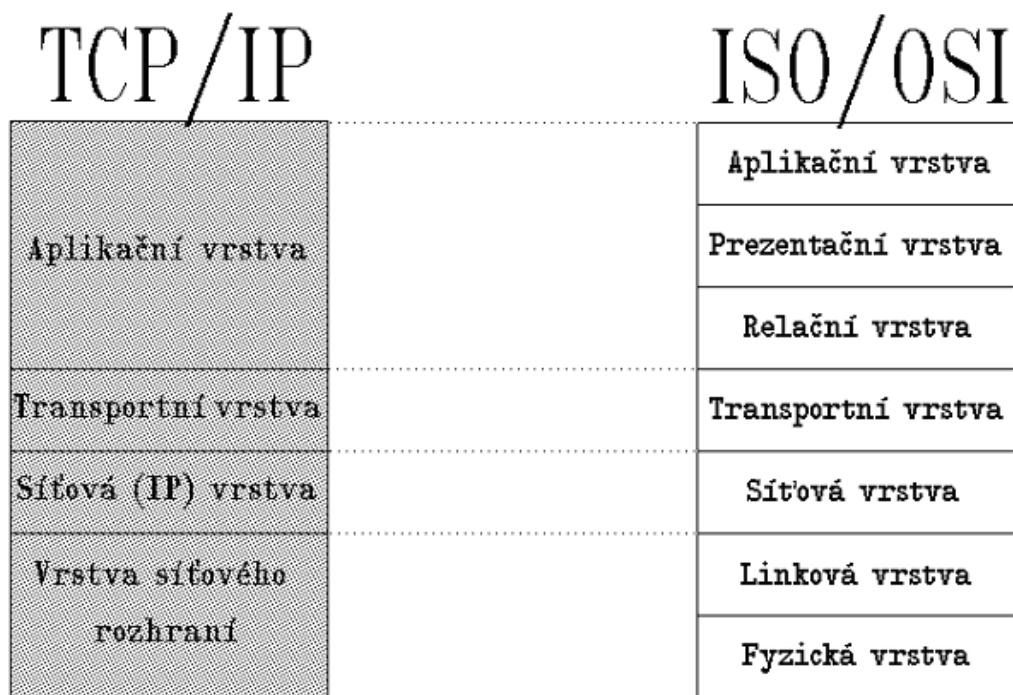 TCP/IP
Aplikační vrstva
Transportní vrstva
Síťová (IP) vrstva
Vrstva síťového
rozhraní
ISO/OSI
Aplikační vrstva
Prezentační vrstva
Relační vrstva
Transportní vrstva
Síťová vrstva
Linková vrstva
Fyzická vrstva